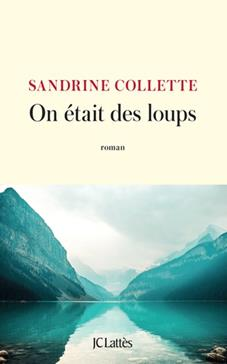 SANDRINE COLLETTE
On était des loups
roman
JC Lattès